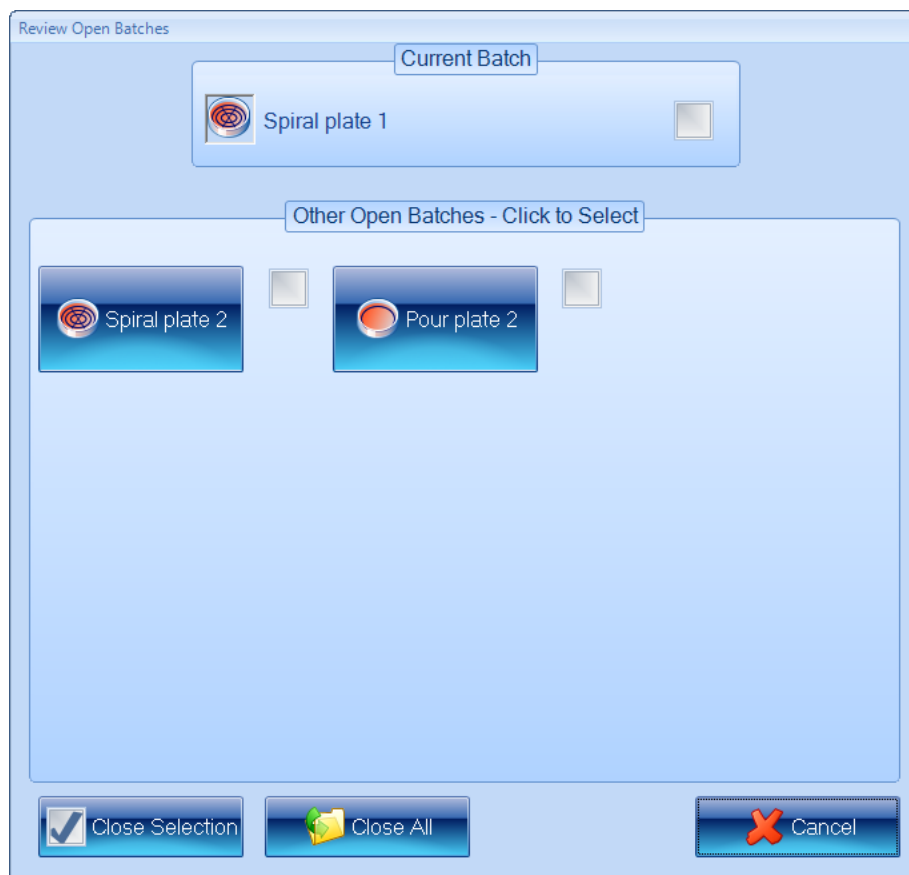 Review Open Batches
Current Batch
Spiral plate 1
Other Open Batches - Click to Select
Spiral plate 2
Pour plate 2
Close Selection
Close All
Cancel